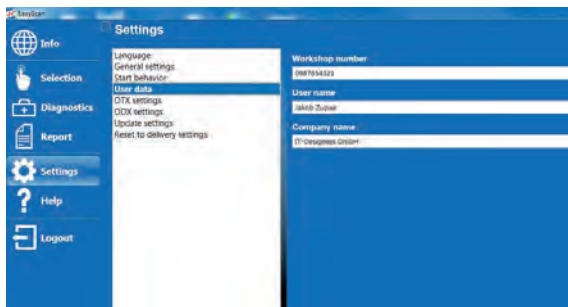 EasyScan
Settings
Info
Selection
Diagnostics
Report
Settings
Help
Logout
Language
General settings
Start behavior
User data
OTX settings
ODX settings
Update settings
Reset to delivery settings
Workshop number
0987654321
User name
Jakob
Company name
IT-Designers GmbH